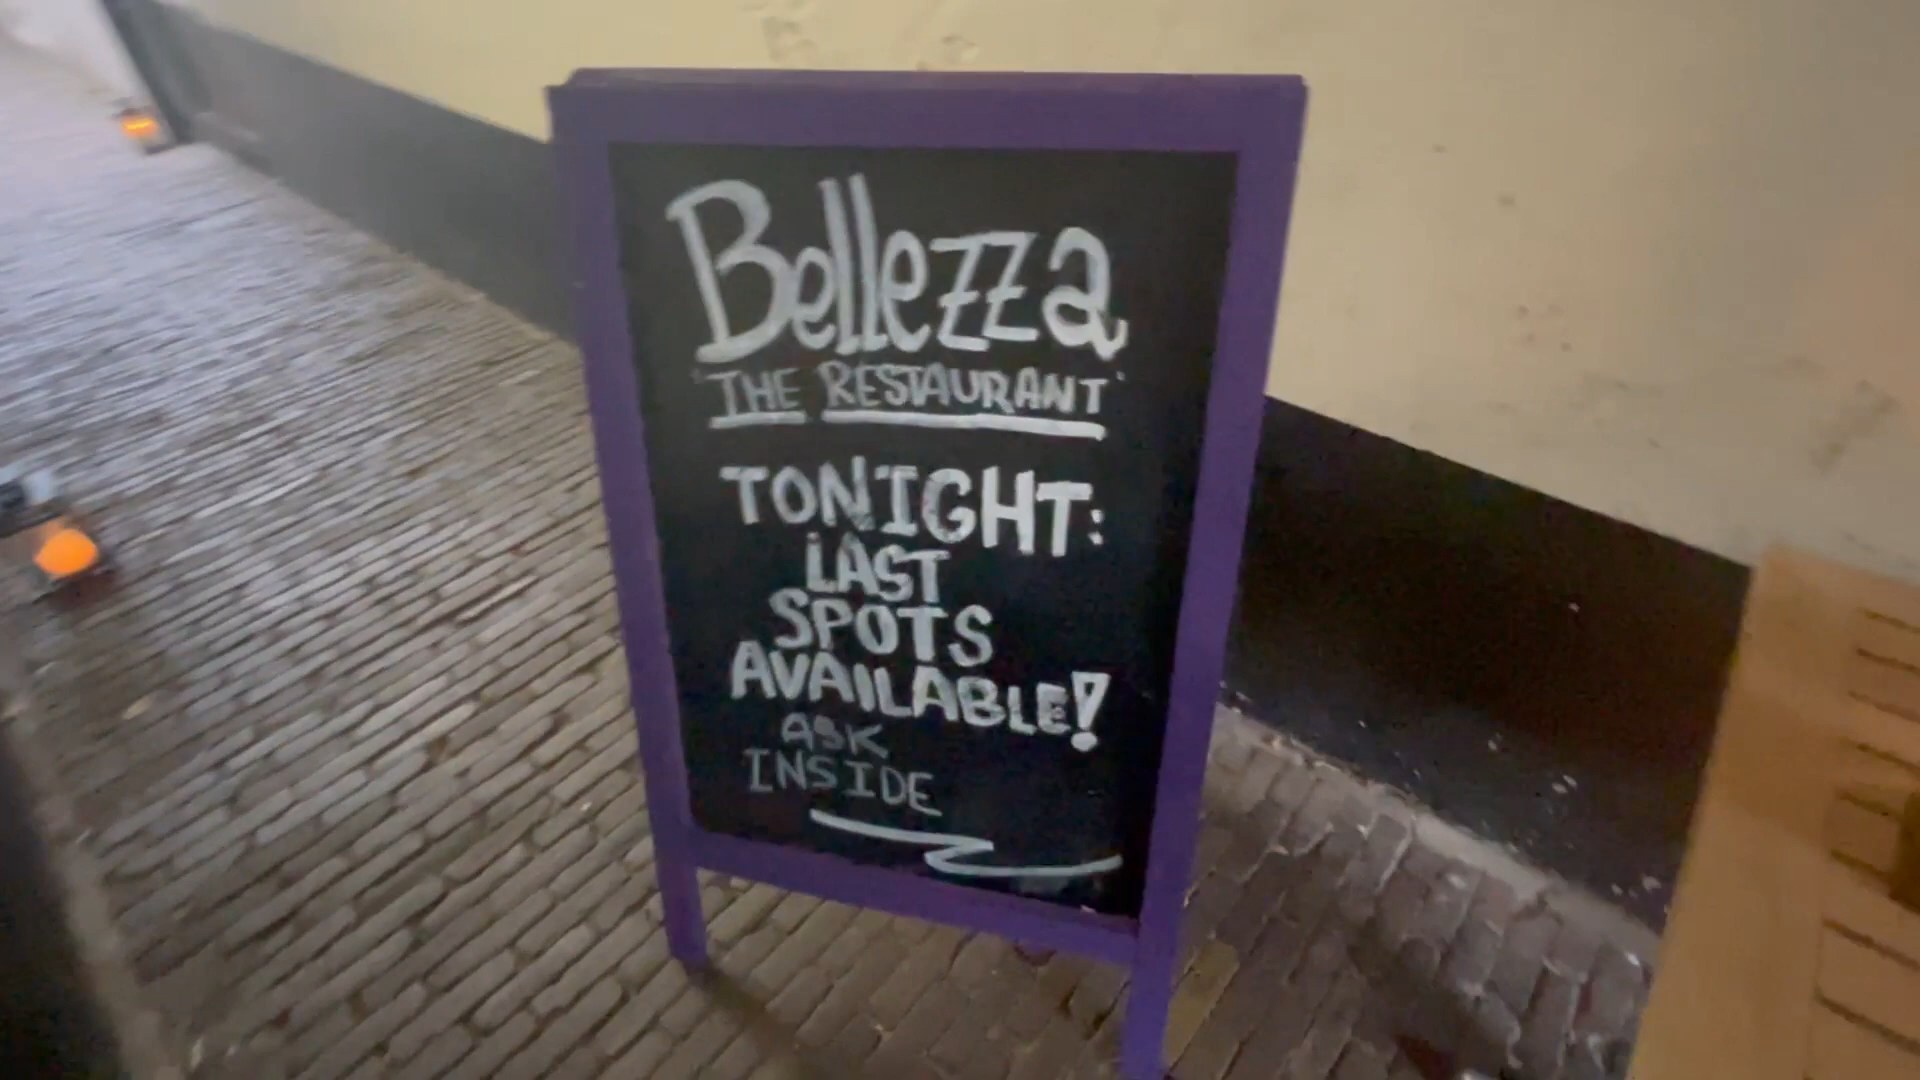 Bellezza
'THE RESTAURANT'
TONIGHT:
LAST
SPOTS
AVAILABLE!
ASK
INSIDE